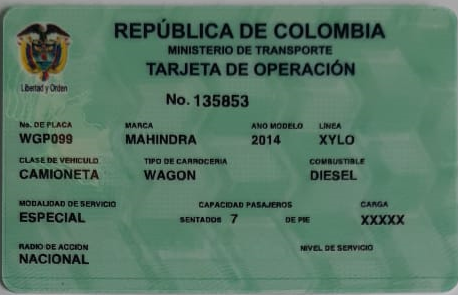 REPÚBLICA DE COLOMBIA
MINISTERIO DE TRANSPORTE
TARJETA DE OPERACIÓN
Libertad y Orden
No. 135853
No. DE PLACA MARCA ANO MODELO LINEA
WGP099 MAHINDRA 2014 XYLO
CLASE DE VEHICULO TIPO DE CARROCERIA COMBUSTIBLE
CAMIONETA WAGON DIESEL
MODALIDAD DE SERVICIO CAPACIDAD PASAJEROS CARGA
ESPECIAL SENTADOS 7 DE PIE XXXXX
RADIO DE ACCION NIVEL DE SERVICIO
NACIONAL